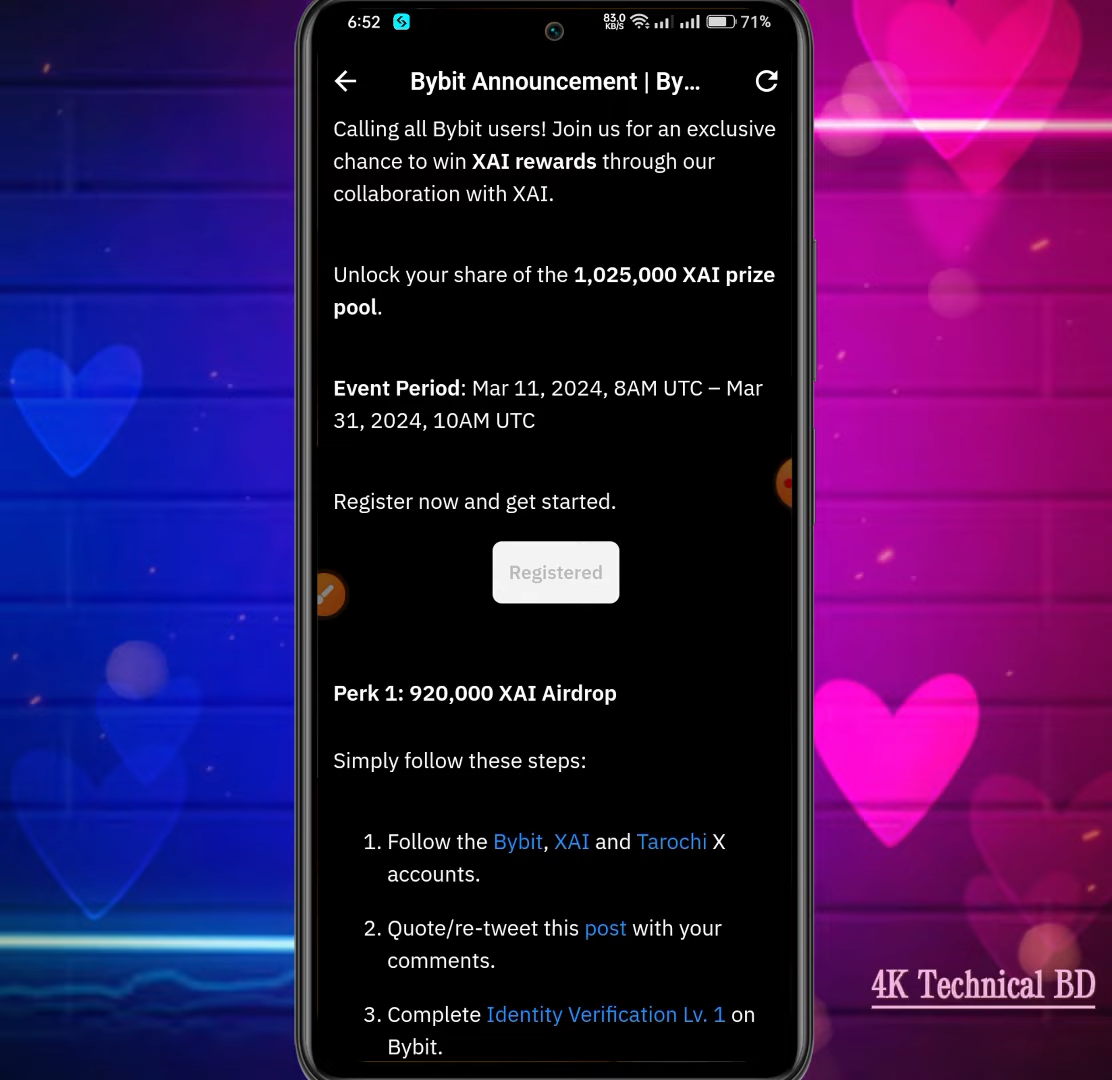 6:52 83.0 KB/S 71%
Bybit Announcement | By...
Calling all Bybit users! Join us for an exclusive
chance to win XAI rewards through our
collaboration with XAI.
Unlock your share of the 1,025,000 XAI prize
pool.
Event Period: Mar 11, 2024, 8AM UTC – Mar
31, 2024, 10AM UTC
Register now and get started.
Registered
Perk 1: 920,000 XAI Airdrop
Simply follow these steps:
1. Follow the Bybit, XAI and Tarochi X
accounts.
2. Quote/re-tweet this post with your
comments.
3. Complete Identity Verification Lv. 1 on
Bybit.
4K Technical BD